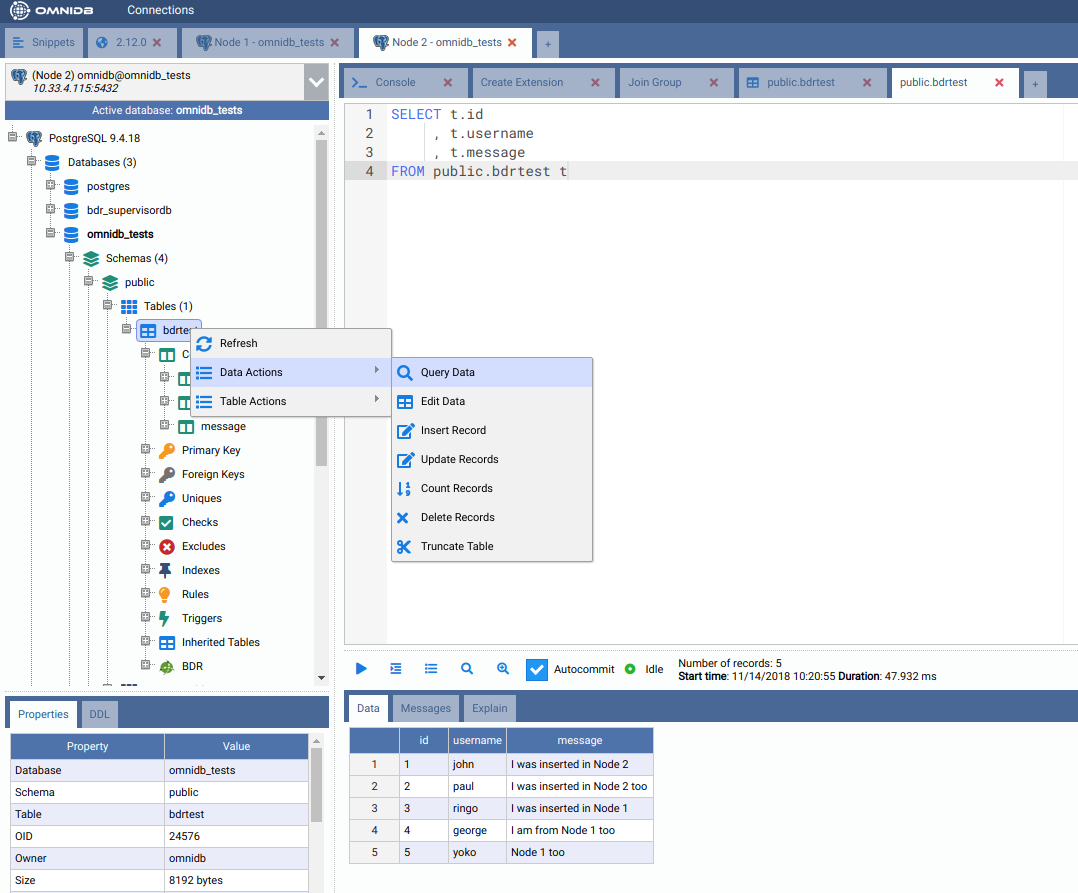 OMNIDB Connections
Snippets 2.12.0 Node 1 - omnidb_tests Node 2 - omnidb_tests +
(Node 2) omnidb@omnidb_tests
10.33.4.115:5432
Active database: omnidb_tests
PostgreSQL 9.4.18
Databases (3)
postgres
bdr_supervisordb
omnidb_tests
Schemas (4)
public
Tables (1)
bdrtest
C
message
Primary Key
Foreign Keys
Uniques
Checks
Excludes
Indexes
Rules
Triggers
Inherited Tables
BDR
Refresh
Data Actions
Table Actions
Query Data
Edit Data
Insert Record
Update Records
Count Records
Delete Records
Truncate Table
Properties DDL
Property Value
Database omnidb_tests
Schema public
Table bdrtest
OID 24576
Owner omnidb
Size 8192 bytes
Console Create Extension Join Group public.bdrtest public.bdrtest +
1 SELECT t.id
2 , t.username
3 , t.message
4 FROM public.bdrtest t
Autocommit Idle
Number of records: 5
Start time: 11/14/2018 10:20:55 Duration: 47.932 ms
Data Messages Explain
id username message
1 1 john I was inserted in Node 2
2 2 paul I was inserted in Node 2 too
3 3 ringo I was inserted in Node 1
4 4 george I am from Node 1 too
5 5 yoko Node 1 too